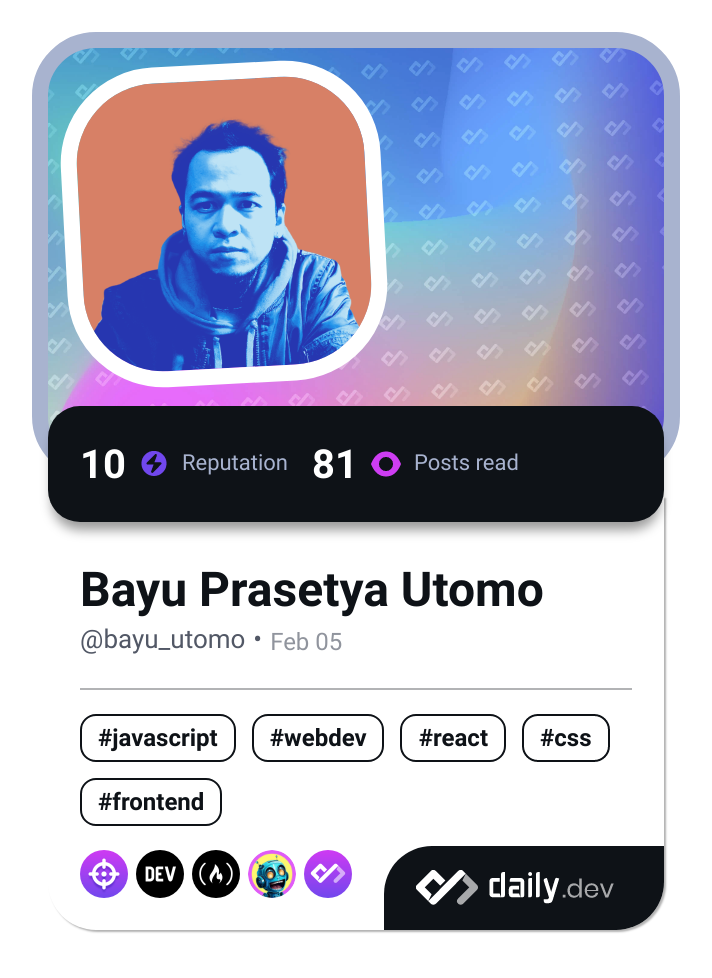 10 Reputation 81 Posts read
Bayu Prasetya Utomo
@bayu_utomo • Feb 05
#javascript #webdev #react #css
#frontend
DEV
daily.dev